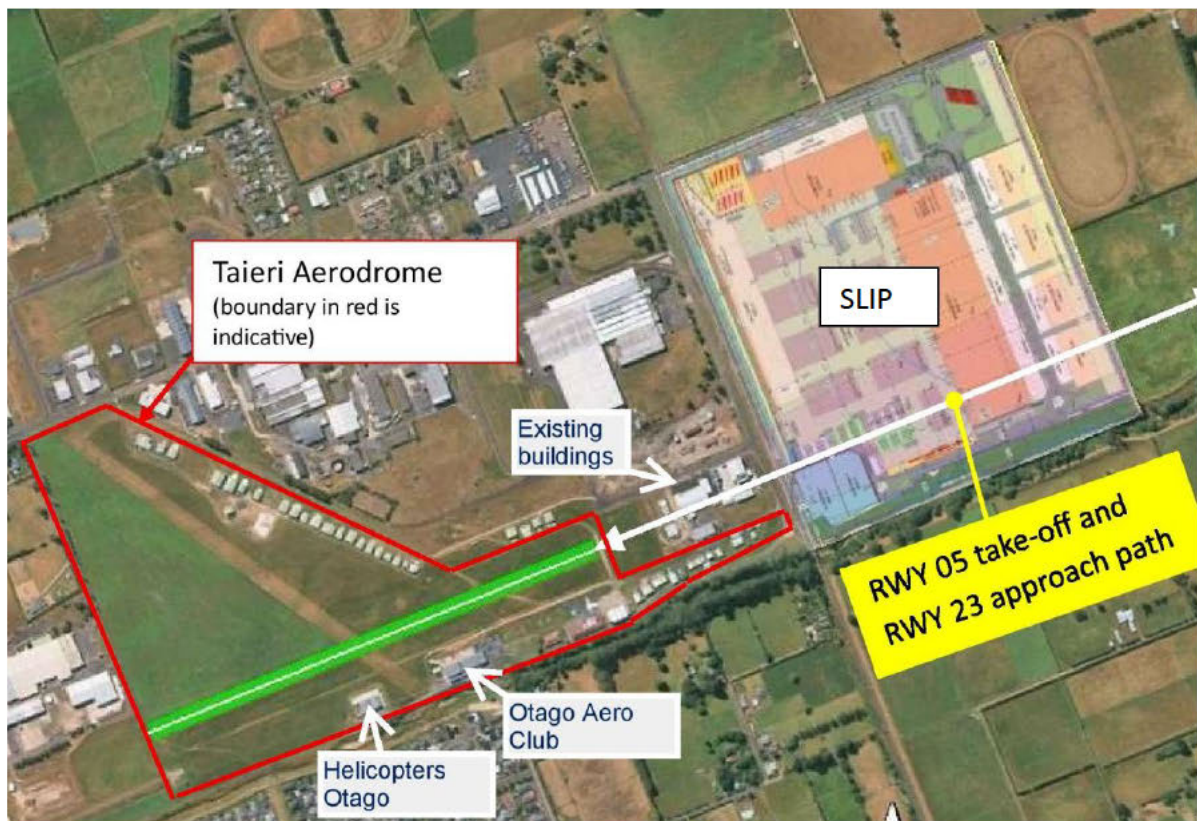 Taieri Aerodrome
(boundary in red is
indicative)
SLIP
Existing
buildings
RWY 05 take-off and
RWY 23 approach path
Otago Aero
Club
Helicopters
Otago